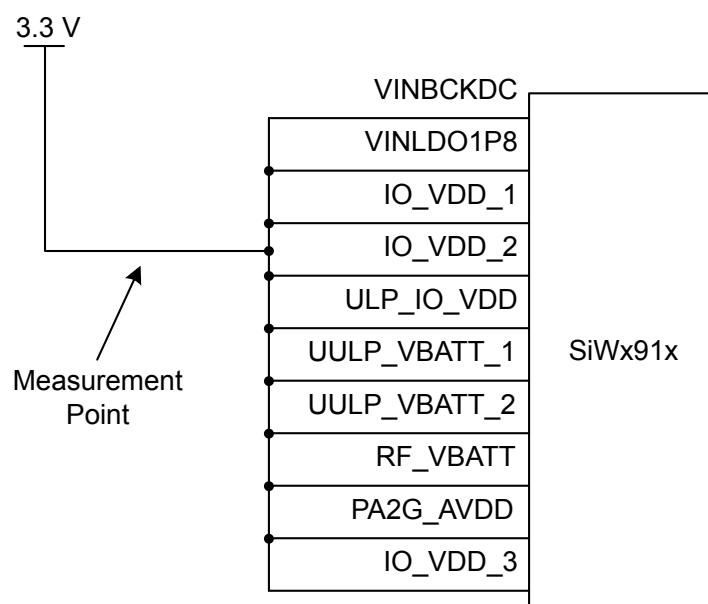 3.3 V
VINBCKDC
VINLDO1P8
IO_VDD_1
IO_VDD_2
ULP_IO_VDD
UULP_VBATT_1
UULP_VBATT_2
RF_VBATT
PA2G_AVDD
IO_VDD_3
SiWx91x
Measurement
Point